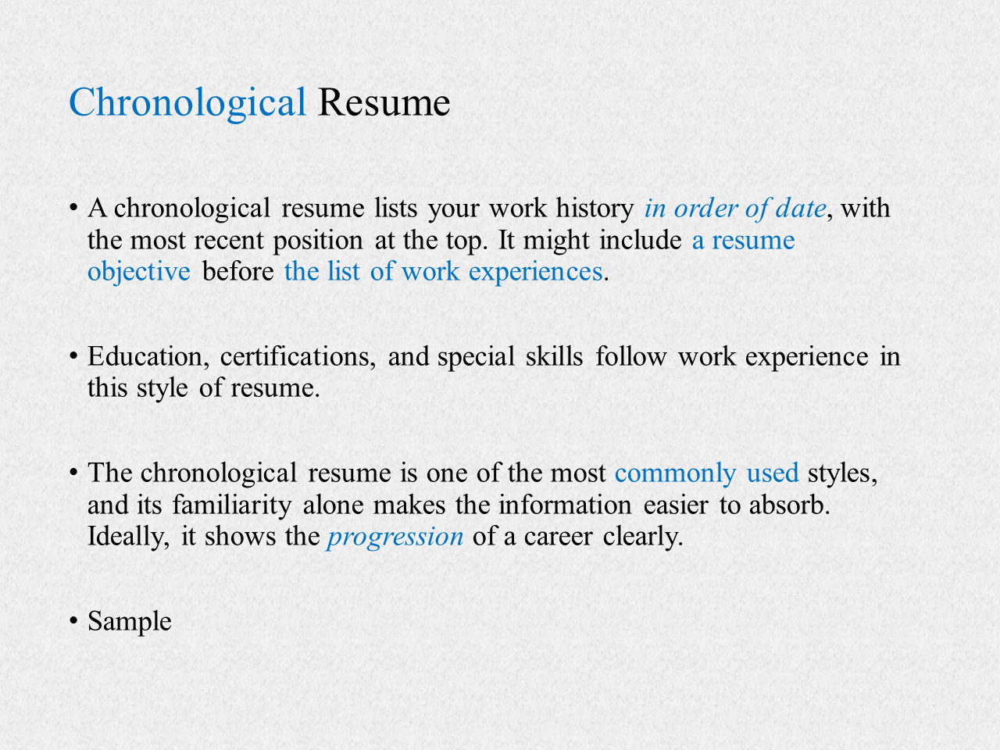 Chronological Resume
• A chronological resume lists your work history in order of date, with
the most recent position at the top. It might include a resume
objective before the list of work experiences.
• Education, certifications, and special skills follow work experience in
this style of resume.
• The chronological resume is one of the most commonly used styles,
and its familiarity alone makes the information easier to absorb.
Ideally, it shows the progression of a career clearly.
• Sample